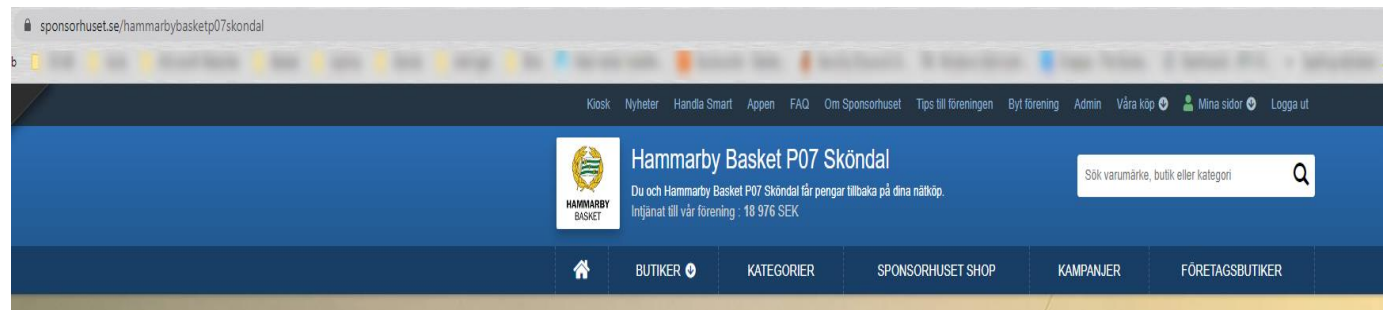 sponsorhuset.se/hammarbybasketp07skondal
b
Kiosk Nyheter Handla Smart Appen FAQ Om Sponsorhuset Tips till föreningen Byt förening Admin Våra köp Mina sidor Logga ut
Hammarby Basket P07 Sköndal
Sök varumärke, butik eller kategori
Du och Hammarby Basket P07 Sköndal får pengar tillbaka på dina nätköp.
HAMMARBY
BASKET
Intjänat till vår förening : 18 976 SEK
BUTIKER KATEGORIER SPONSORHUSET SHOP KAMPANJER FÖRETAGSBUTIKER